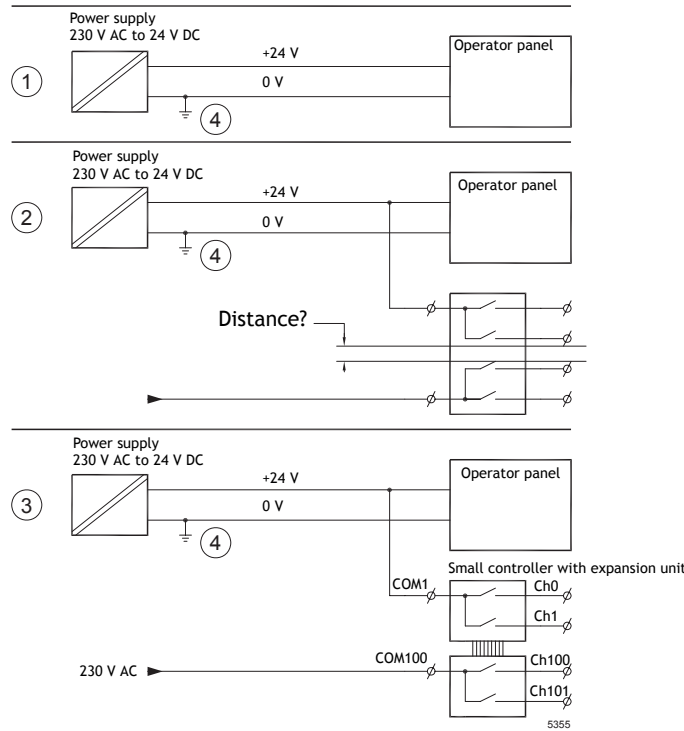 Power supply
230 V AC to 24 V DC
+24 V
Operator panel
1
0 V
4
Power supply
230 V AC to 24 V DC
+24 V
Operator panel
2
0 V
4
Distance?
Power supply
230 V AC to 24 V DC
+24 V
Operator panel
3
0 V
4
Small controller with expansion unit
COM1
Ch0
Ch1
COM100
Ch100
230 V AC
Ch101
5355